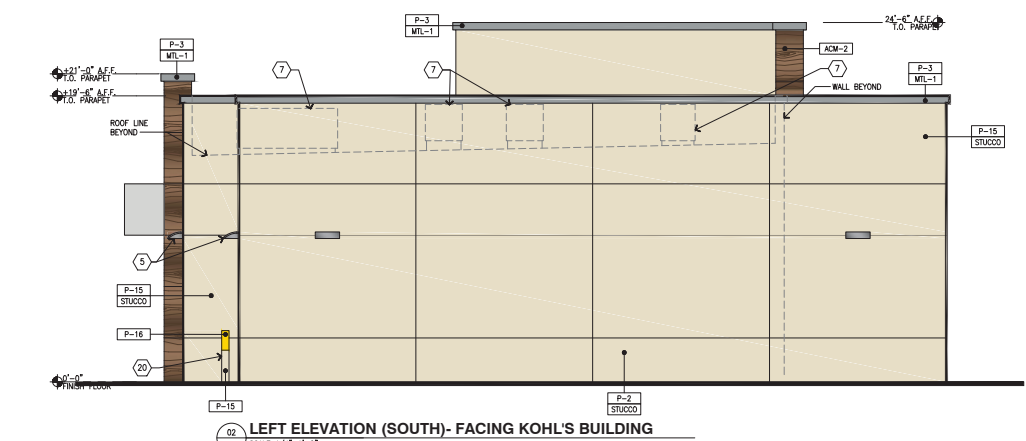 P-3
MTL-1
24'-6" A.F.F.
T.O. PARAPET
P-3
MTL-1
ACM-2
+21'-0" A.F.F.
T.O. PARAPET
7
7
7
P-3
MTL-1
+19'-6" A.F.F.
T.O. PARAPET
WALL BEYOND
ROOF LINE
BEYOND
P-15
STUCCO
5
P-15
STUCCO
P-16
20
0'-0"
FINISH FLOOR
P-15
P-2
STUCCO
02
LEFT ELEVATION (SOUTH)- FACING KOHL'S BUILDING